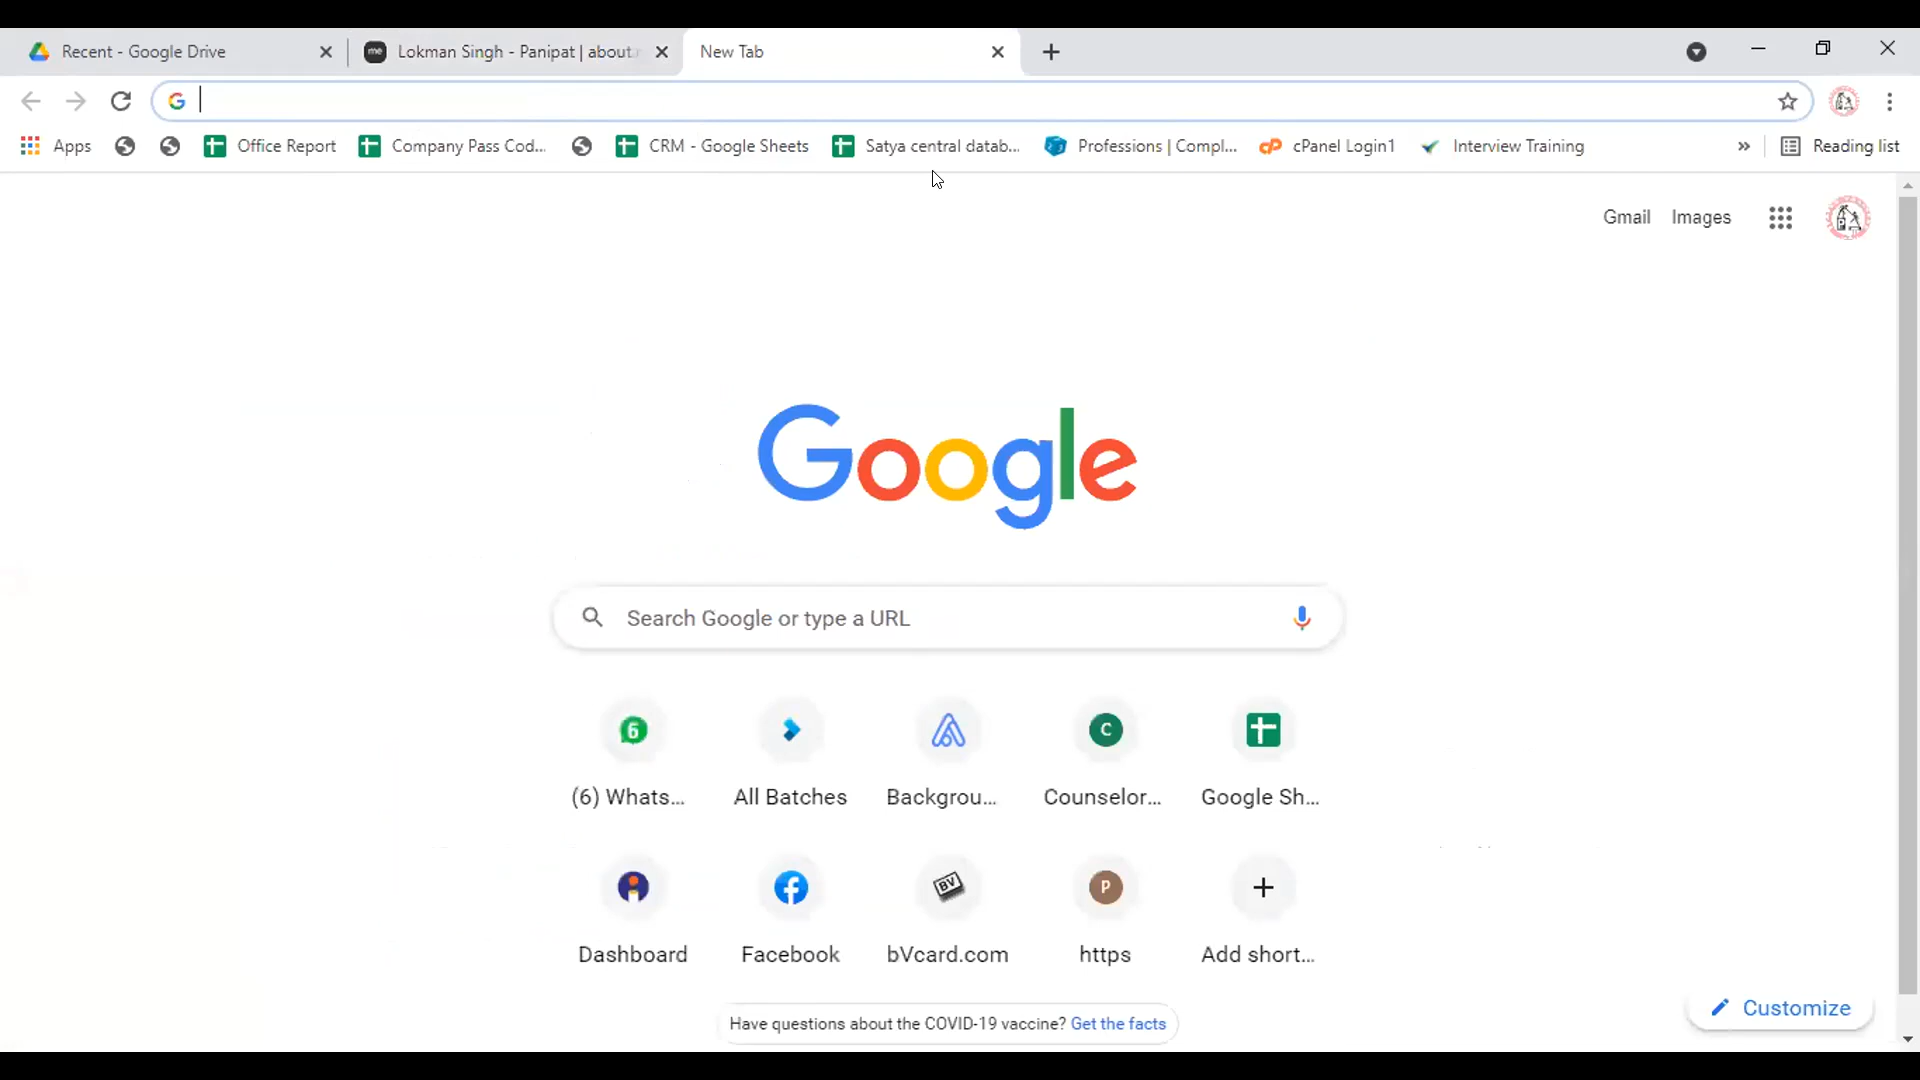 Recent - Google Drive
me Lokman Singh - Panipat | about.
New Tab
Apps
Office Report
Company Pass Cod...
CRM - Google Sheets
Satya central datab...
Professions | Compl...
cP cPanel Login1
Interview Training
»
Reading list
Gmail
Images
Google
Search Google or type a URL
6
C
(6) Whats...
All Batches
Backgrou...
Counselor...
Google Sh...
BV
P
Dashboard
Facebook
bVcard.com
https
Add short...
Customize
Have questions about the COVID-19 vaccine? Get the facts